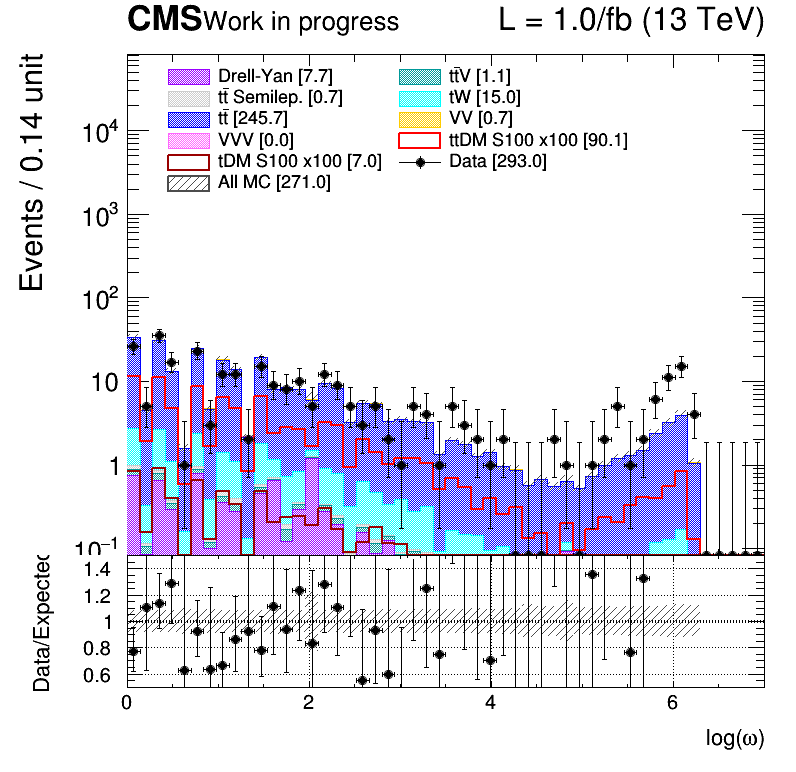 CMS Work in progress L = 1.0/fb (13 TeV)
Events / 0.14 unit
Drell-Yan [7.7]
tt̄ Semilep. [0.7]
tt̄ [245.7]
VVV [0.0]
tDM S100 x100 [7.0]
All MC [271.0]
tt̄V [1.1]
tW [15.0]
VV [0.7]
ttDM S100 x100 [90.1]
Data [293.0]
10⁴
10³
10²
10
1
10⁻¹
Data/Expected
1.4
1.2
1
0.8
0.6
0 2 4 6
log(ω)